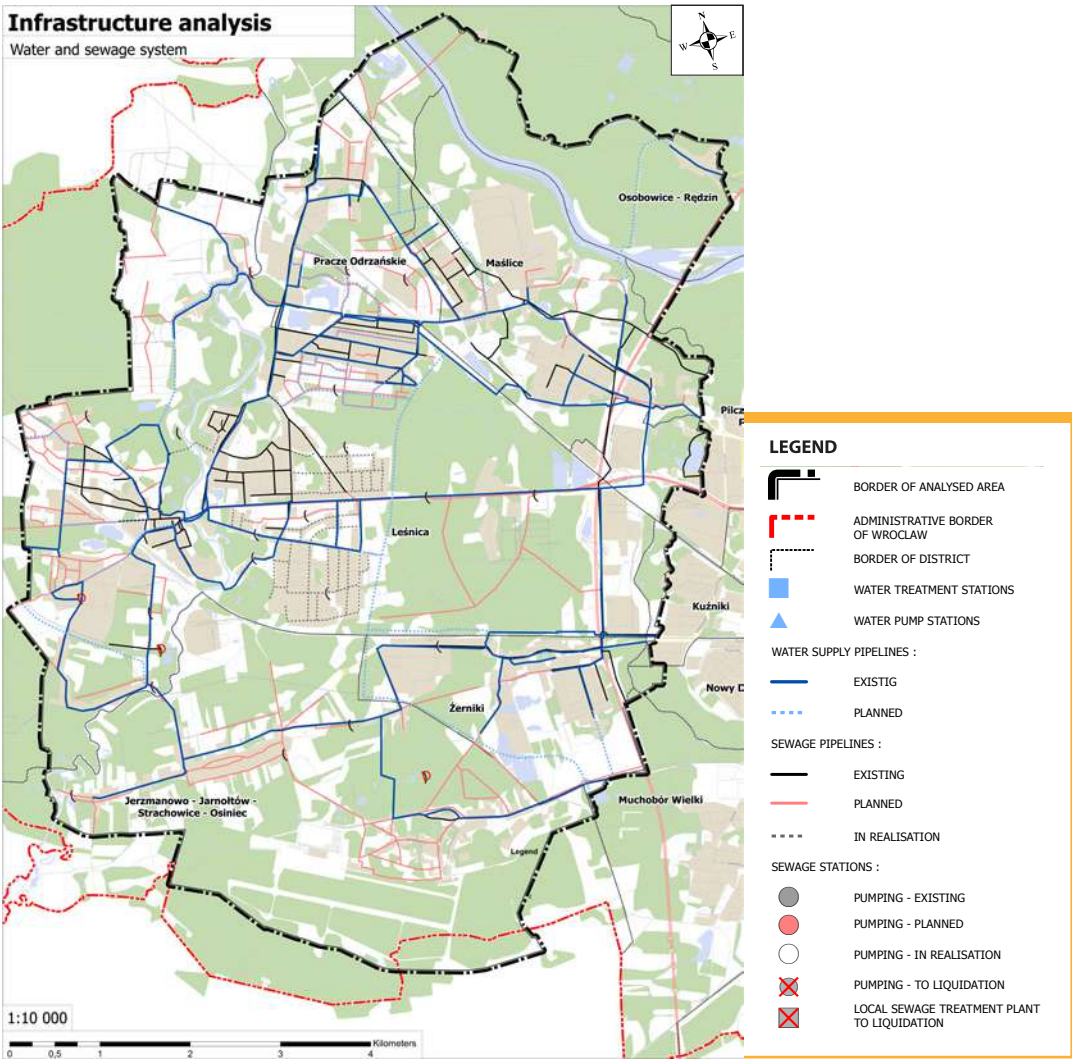 Infrastructure analysis
Water and sewage system
N
W
E
S
Osobowice - Rędzin
Pracze Odrzańskie
Maślice
Pilcz
Leśnica
Kuźniki
Nowy D
Żerniki
Jerzmanowo - Jarnołtów -
Strachowice - Osiniec
Muchobór Wielki
Legend
1:10 000
Kilometers
0
0,5
1
2
3
4
LEGEND
BORDER OF ANALYSED AREA
ADMINISTRATIVE BORDER
OF WROCLAW
BORDER OF DISTRICT
WATER TREATMENT STATIONS
WATER PUMP STATIONS
WATER SUPPLY PIPELINES :
EXISTIG
PLANNED
SEWAGE PIPELINES :
EXISTING
PLANNED
IN REALISATION
SEWAGE STATIONS :
PUMPING - EXISTING
PUMPING - PLANNED
PUMPING - IN REALISATION
PUMPING - TO LIQUIDATION
LOCAL SEWAGE TREATMENT PLANT
TO LIQUIDATION